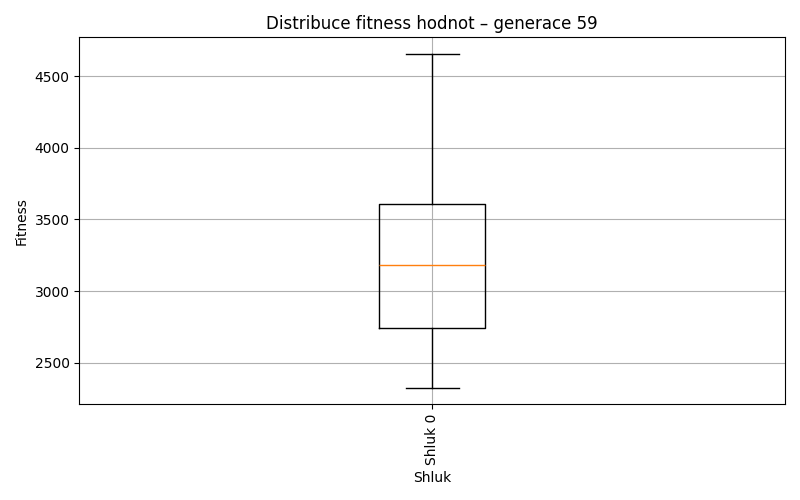 Distribuce fitness hodnot – generace 59
4500
4000
3500
3000
2500
Fitness
Shluk 0
Shluk